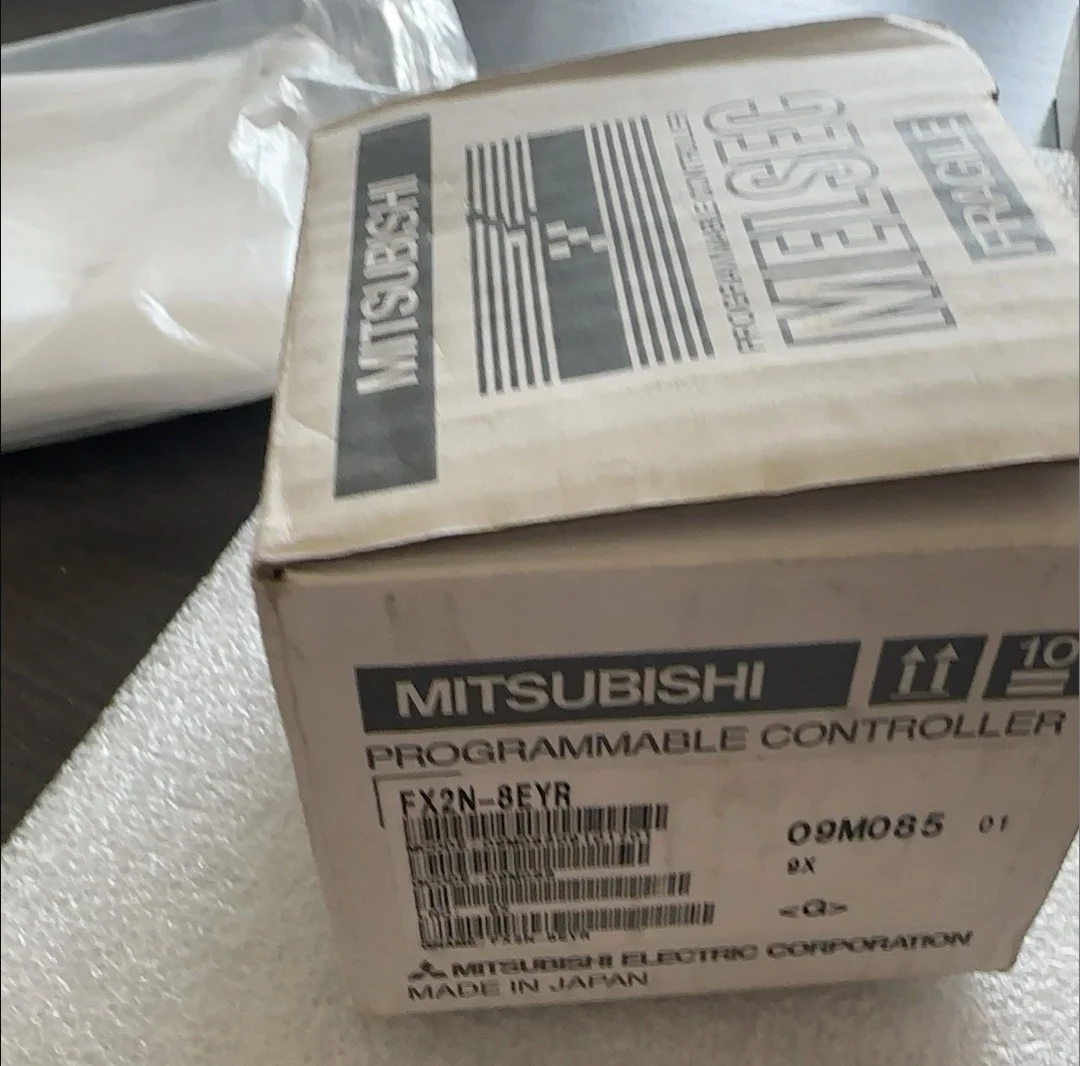 MITSUBISHI
PROGRAMMABLE CONTROLLER
MELSEC
FRAGILE
MITSUBISHI
10
PROGRAMMABLE CONTROLLER
FX2N-8EYR
09M085 01
9X
<G>
MITSUBISHI ELECTRIC CORPORATION
MADE IN JAPAN